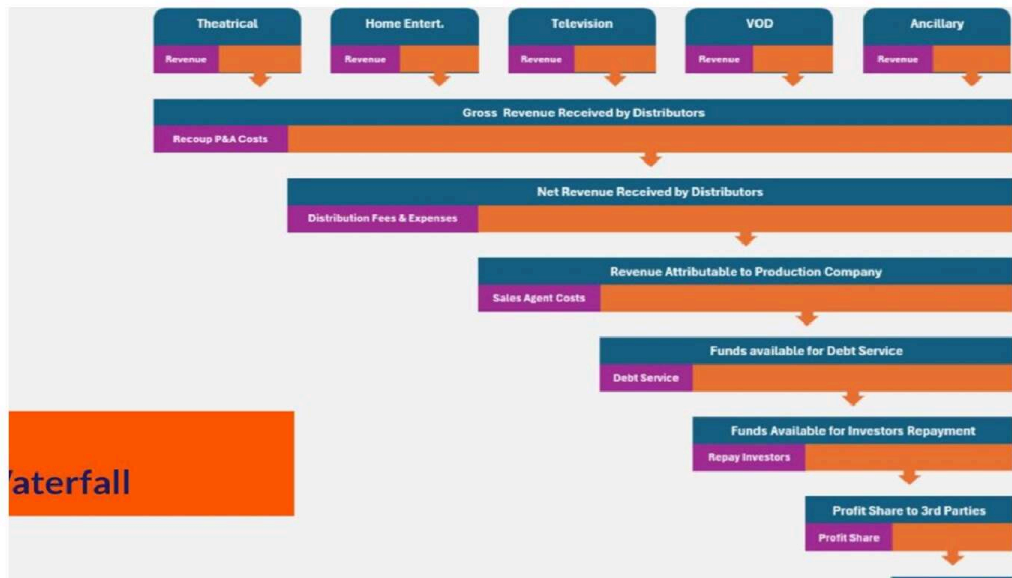 Theatrical
Home Entert.
Television
VOD
Ancillary
Revenue
Revenue
Revenue
Revenue
Revenue
Gross Revenue Received by Distributors
Recoup P&A Costs
Net Revenue Received by Distributors
Distribution Fees & Expenses
Revenue Attributable to Production Company
Sales Agent Costs
Funds available for Debt Service
Debt Service
Funds Available for Investors Repayment
Repay Investors
aterfall
Profit Share to 3rd Parties
Profit Share